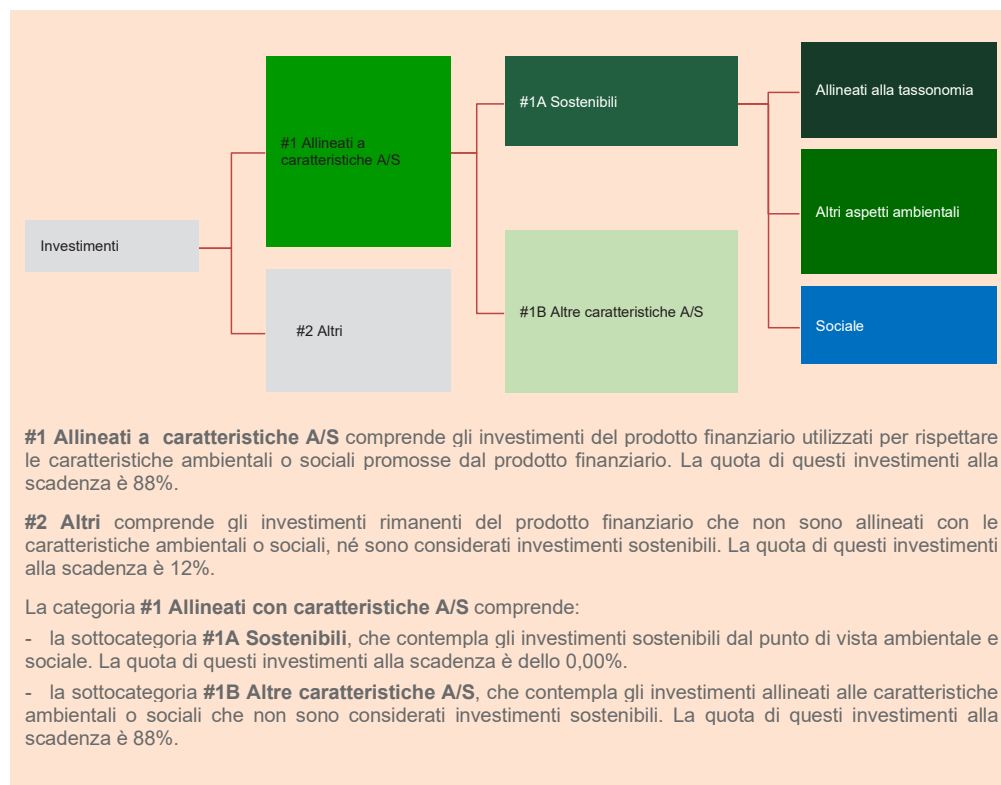 Investimenti
#1 Allineati a
caratteristiche A/S
#2 Altri
#1A Sostenibili
#1B Altre caratteristiche A/S
Allineati alla tassonomia
Altri aspetti ambientali
Sociale
#1 Allineati a caratteristiche A/S comprende gli investimenti del prodotto finanziario utilizzati per rispettare
le caratteristiche ambientali o sociali promosse dal prodotto finanziario. La quota di questi investimenti alla
scadenza è 88%.
#2 Altri comprende gli investimenti rimanenti del prodotto finanziario che non sono allineati con le
caratteristiche ambientali o sociali, né sono considerati investimenti sostenibili. La quota di questi investimenti
alla scadenza è 12%.
La categoria #1 Allineati con caratteristiche A/S comprende:
- la sottocategoria #1A Sostenibili, che contempla gli investimenti sostenibili dal punto di vista ambientale e
sociale. La quota di questi investimenti alla scadenza è dello 0,00%.
- la sottocategoria #1B Altre caratteristiche A/S, che contempla gli investimenti allineati alle caratteristiche
ambientali o sociali che non sono considerati investimenti sostenibili. La quota di questi investimenti alla
scadenza è 88%.